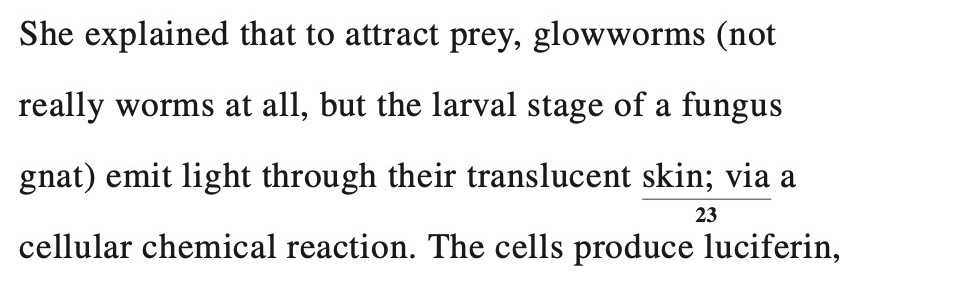 She explained that to attract prey, glowworms (not
really worms at all, but the larval stage of a fungus
gnat) emit light through their translucent skin; via a
23
cellular chemical reaction. The cells produce luciferin,